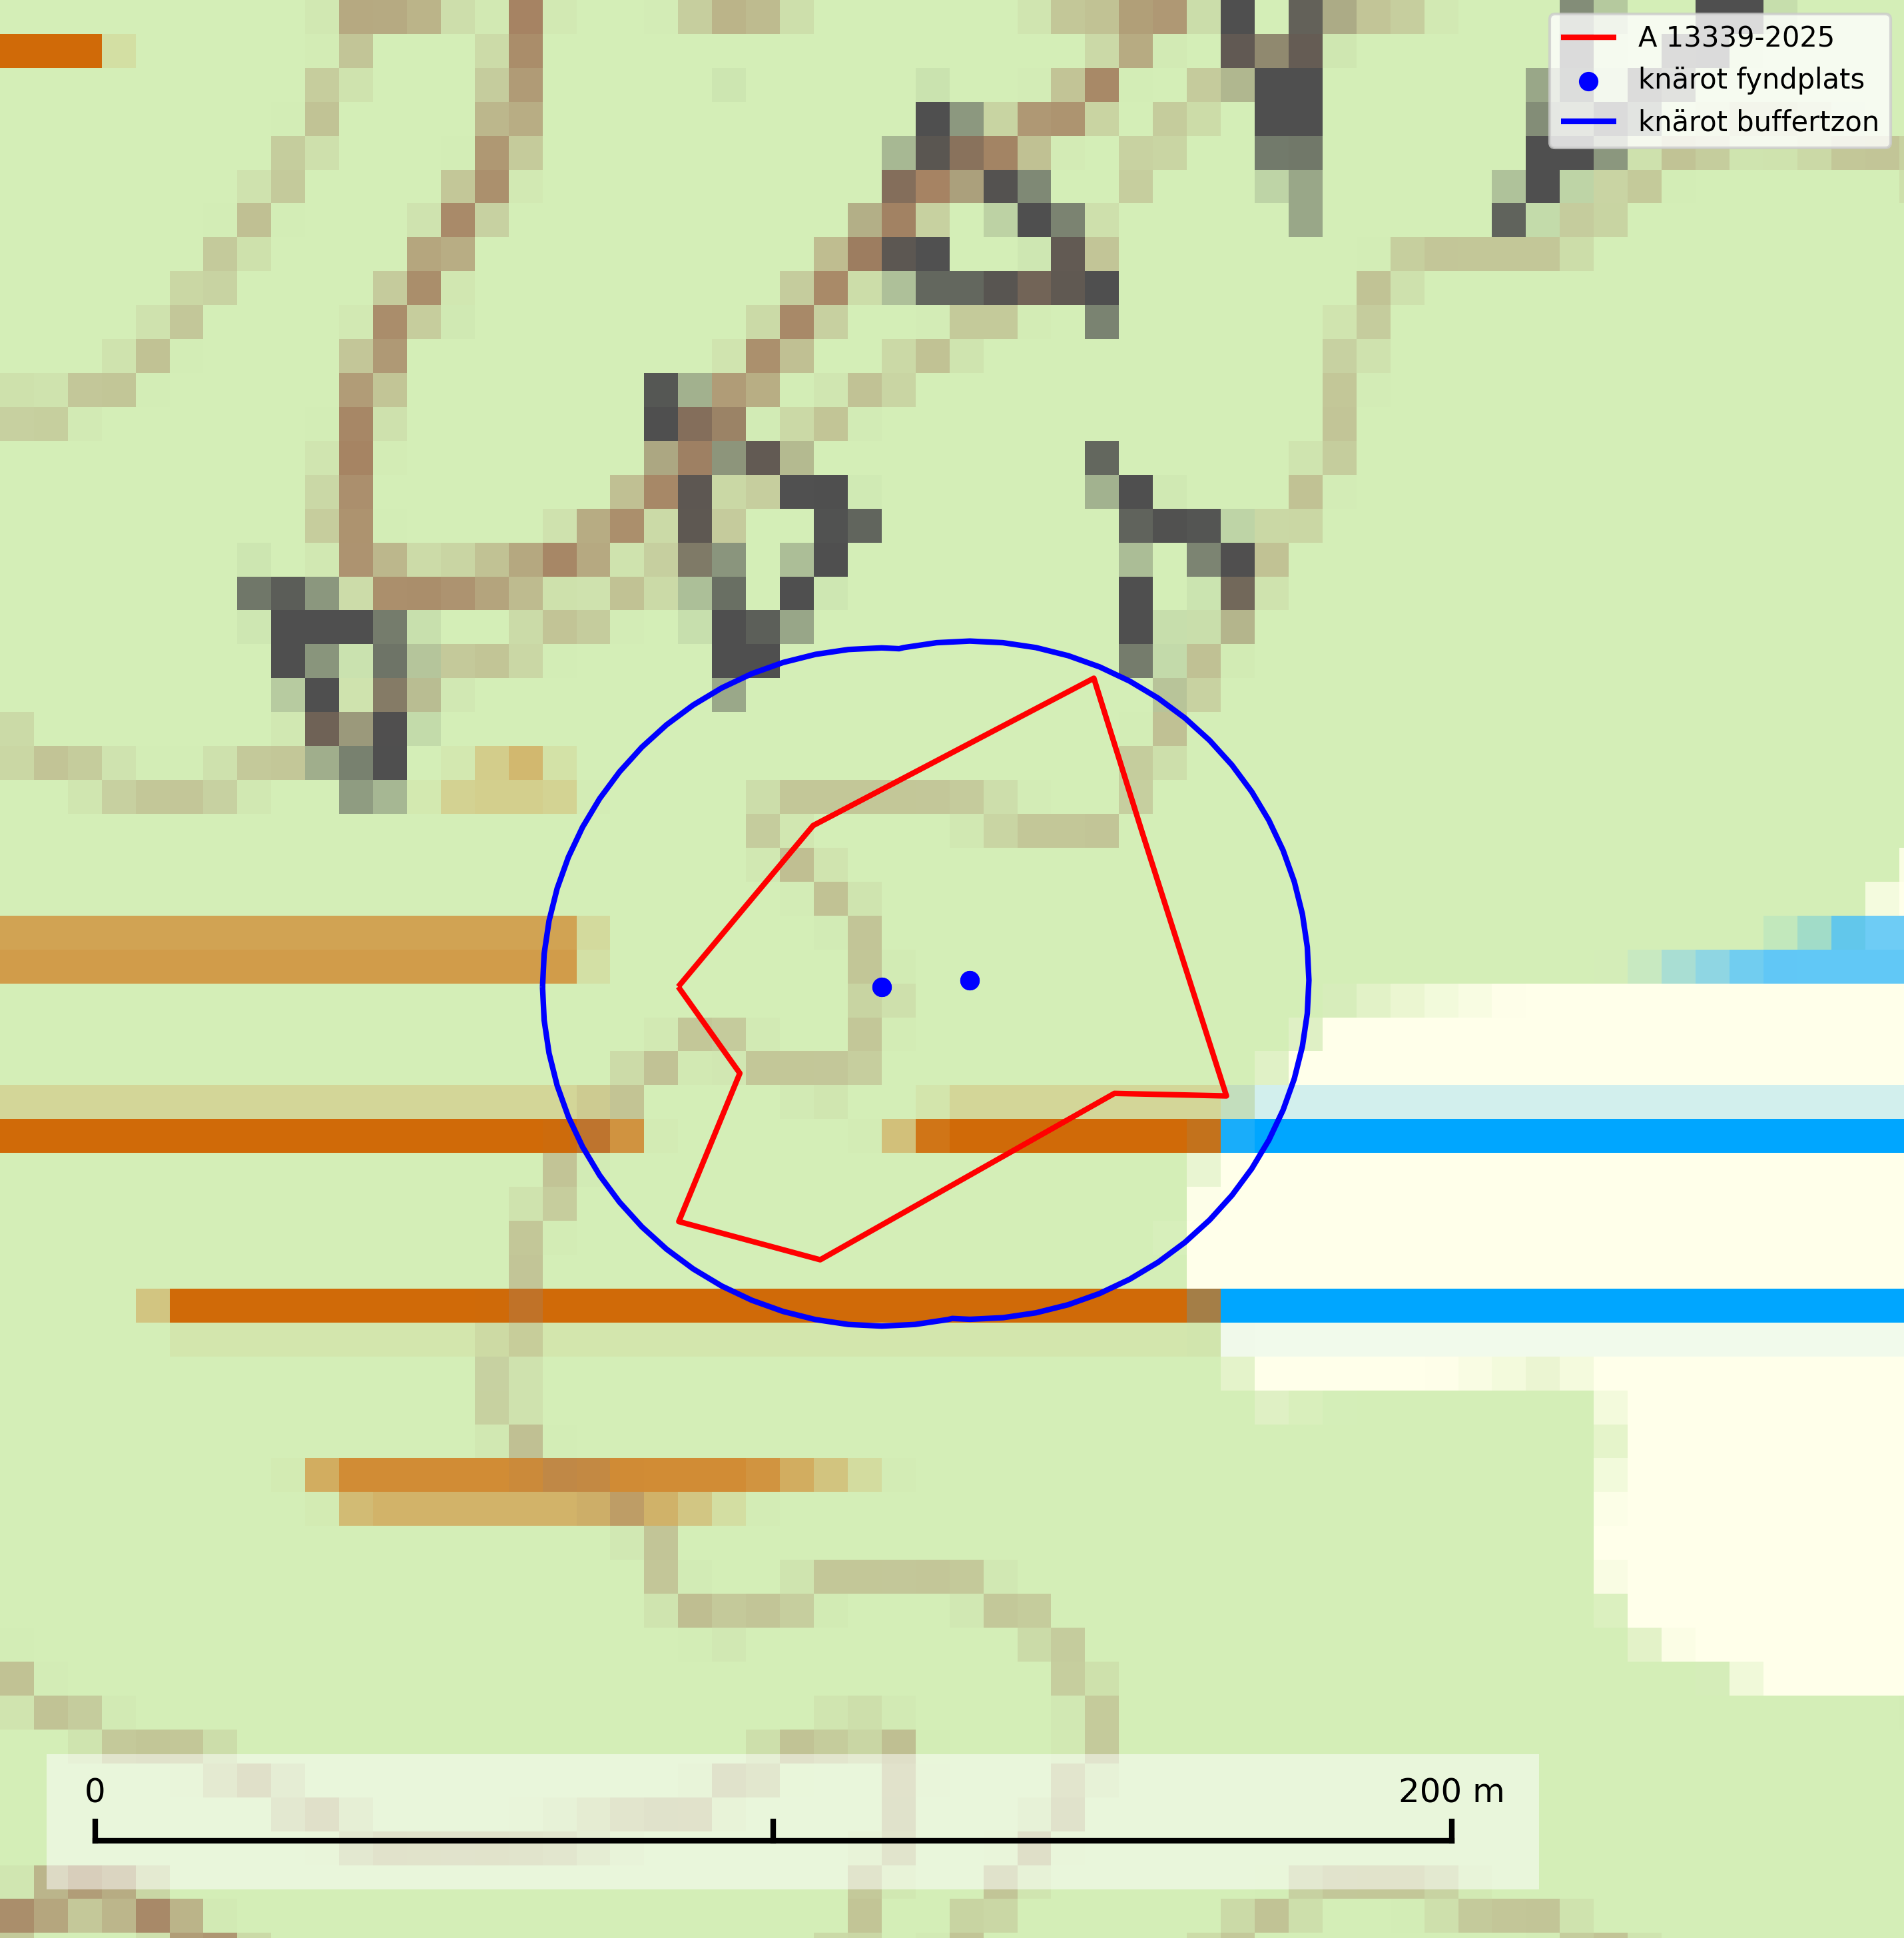 A 13339-2025
knärot fyndplats
knärot buffertzon
0
200 m